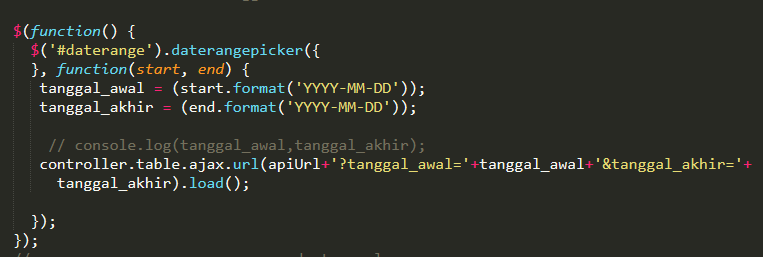 $(function() {
$('#daterange').daterangepicker({
}, function(start, end) {
tanggal_awal = (start.format('YYYY-MM-DD'));
tanggal_akhir = (end.format('YYYY-MM-DD'));
// console.log(tanggal_awal,tanggal_akhir);
controller.table.ajax.url(apiUrl+'?tanggal_awal='+tanggal_awal+'&tanggal_akhir='+
tanggal_akhir).load();
});
});